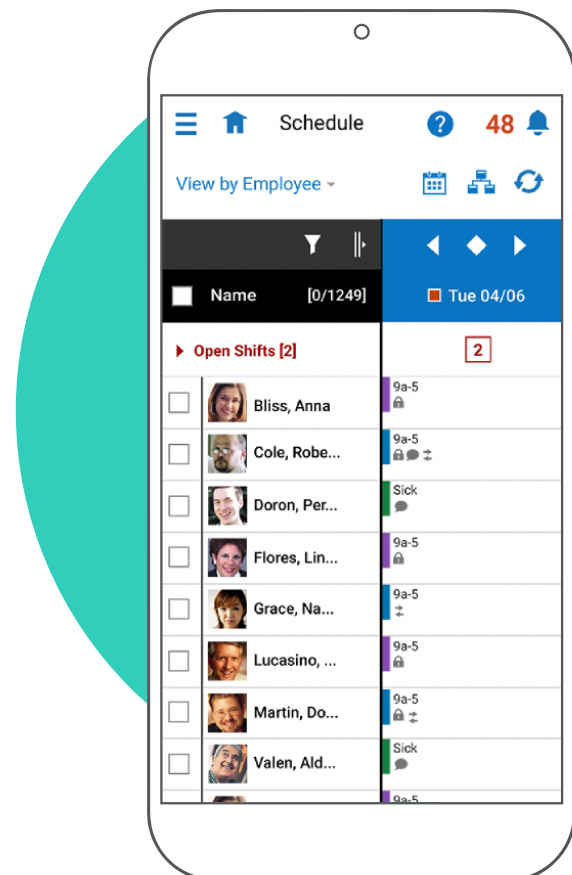 Schedule ? 48
View by Employee
Name [0/1249] Tue 04/06
Open Shifts [2] 2
Bliss, Anna 9a-5
Cole, Robe... 9a-5
Doron, Per... Sick
Flores, Lin... 9a-5
Grace, Na... 9a-5
Lucasino, ... 9a-5
Martin, Do... 9a-5
Valen, Ald... Sick
9a-5